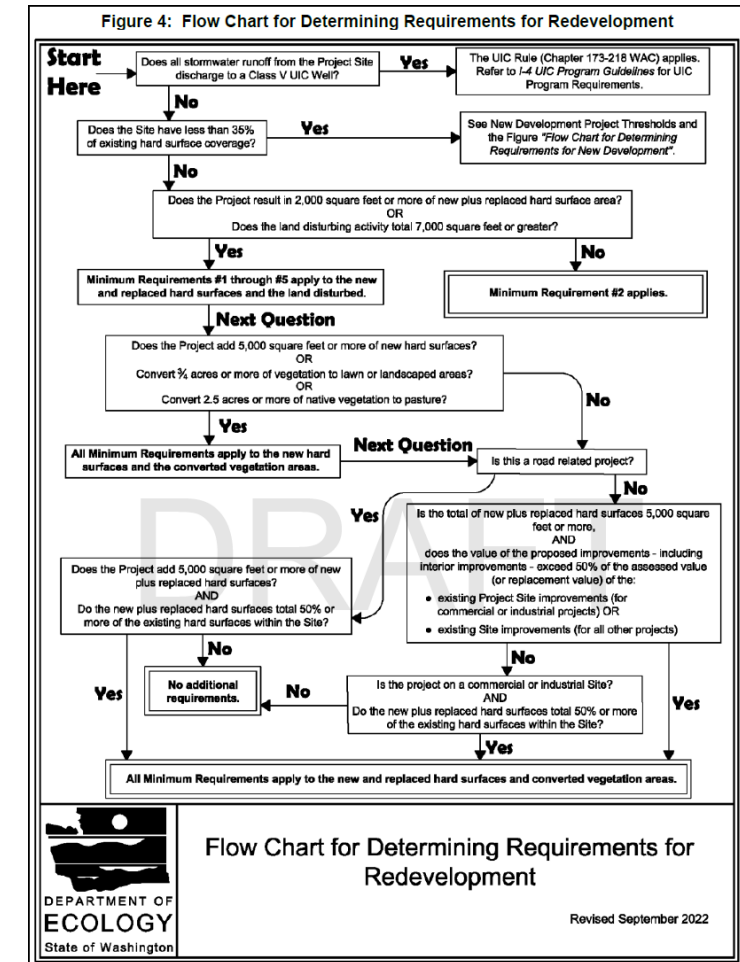 Figure 4: Flow Chart for Determining Requirements for Redevelopment
Start
Here
Does all stormwater runoff from the Project Site
discharge to a Class V UIC Well?
Yes
The UIC Rule (Chapter 173-218 WAC) applies.
Refer to I-4 UIC Program Guidelines for UIC
Program Requirements.
No
Does the Site have less than 35%
of existing hard surface coverage?
Yes
See New Development Project Thresholds and
the Figure "Flow Chart for Determining
Requirements for New Development".
No
Does the Project result in 2,000 square feet or more of new plus replaced hard surface area?
OR
Does the land disturbing activity total 7,000 square feet or greater?
Yes
No
Minimum Requirements #1 through #5 apply to the new
and replaced hard surfaces and the land disturbed.
Minimum Requirement #2 applies.
Next Question
Does the Project add 5,000 square feet or more of new hard surfaces?
OR
Convert ¾ acres or more of vegetation to lawn or landscaped areas?
OR
Convert 2.5 acres or more of native vegetation to pasture?
No
Yes
All Minimum Requirements apply to the new hard
surfaces and the converted vegetation areas.
Next Question
Is this a road related project?
Yes
No
DRAFT
Is the total of new plus replaced hard surfaces 5,000 square
feet or more,
AND
does the value of the proposed improvements - including
interior improvements - exceed 50% of the assessed value
(or replacement value) of the:
• existing Project Site improvements (for
commercial or industrial projects) OR
• existing Site improvements (for all other projects)
Does the Project add 5,000 square feet or more of new
plus replaced hard surfaces?
AND
Do the new plus replaced hard surfaces total 50% or
more of the existing hard surfaces within the Site?
No
No
Yes
No additional
requirements.
No
Is the project on a commercial or industrial Site?
AND
Do the new plus replaced hard surfaces total 50% or more
of the existing hard surfaces within the Site?
Yes
Yes
All Minimum Requirements apply to the new and replaced hard surfaces and converted vegetation areas.
DEPARTMENT OF
ECOLOGY
State of Washington
Flow Chart for Determining Requirements for
Redevelopment
Revised September 2022